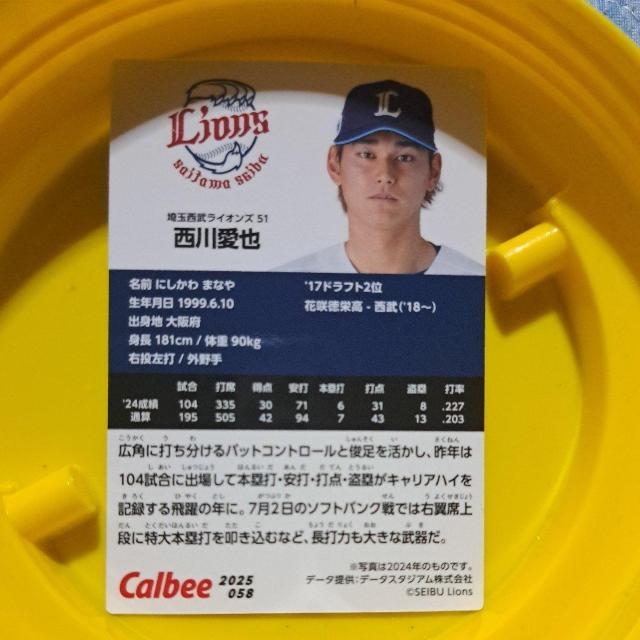 Lions
saitama seibu
埼玉西武ライオンズ 51
西川愛也
名前 にしかわ まなや
生年月日 1999.6.10
出身地 大阪府
身長 181cm / 体重 90kg
右投左打 / 外野手
'17ドラフト2位
花咲徳栄高 - 西武('18～)
試合 打席 得点 安打 本塁打 打点 盗塁 打率
'24成績 104 335 30 71 6 31 8 .227
通算 195 505 42 94 7 43 13 .203
広角に打ち分けるバットコントロールと俊足を活かし、昨年は
104試合に出場して本塁打・安打・打点・盗塁がキャリアハイを
記録する飛躍の年に。7月2日のソフトバンク戦では右翼席上
段に特大本塁打を叩き込むなど、長打力も大きな武器だ。
※写真は2024年のものです。
データ提供：データスタジアム株式会社
©SEIBU Lions
Calbee 2025
058